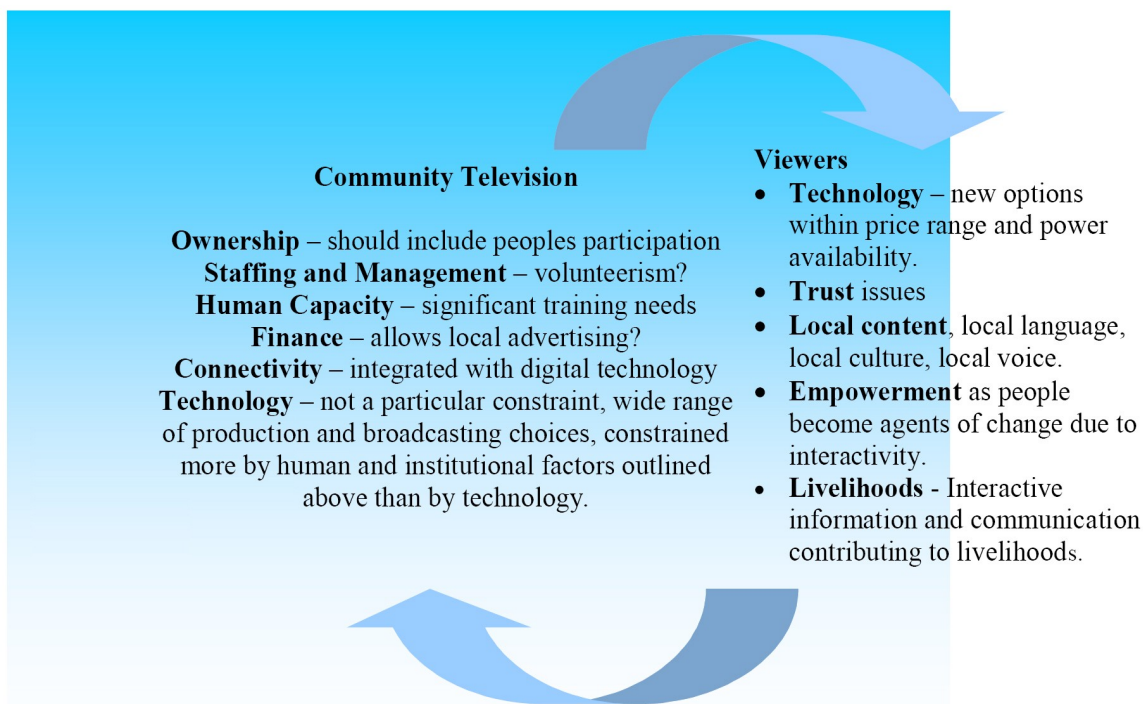 Community Television
Ownership – should include peoples participation
Staffing and Management – volunteerism?
Human Capacity – significant training needs
Finance – allows local advertising?
Connectivity – integrated with digital technology
Technology – not a particular constraint, wide range
of production and broadcasting choices, constrained
more by human and institutional factors outlined
above than by technology.
Viewers
• Technology – new options
within price range and power
availability.
• Trust issues
• Local content, local language,
local culture, local voice.
• Empowerment as people
become agents of change due to
interactivity.
• Livelihoods - Interactive
information and communication
contributing to livelihoods.